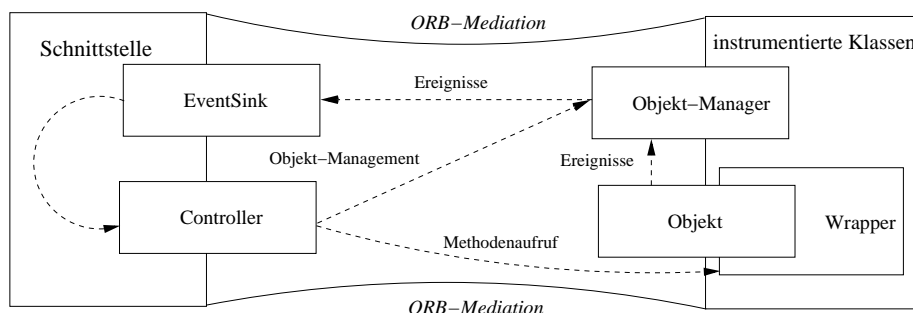 ORB−Mediation
Schnittstelle
instrumentierte Klassen
EventSink
Ereignisse
Objekt−Manager
Objekt−Management
Ereignisse
Controller
Objekt
Wrapper
Methodenaufruf
ORB−Mediation